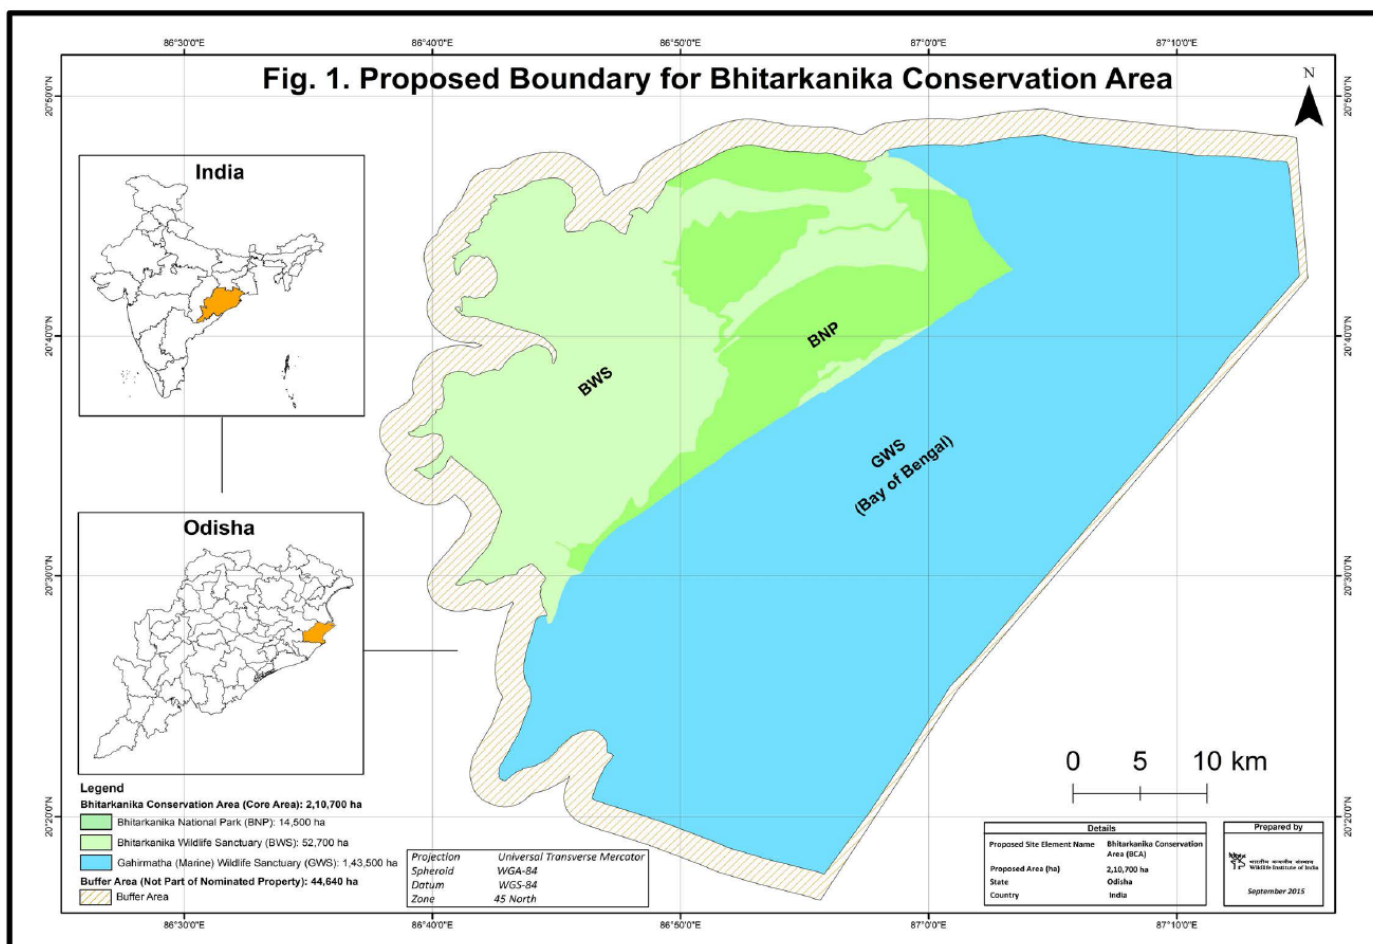 86°30'0"E 86°40'0"E 86°50'0"E 87°0'0"E 87°10'0"E
Fig. 1. Proposed Boundary for Bhitarkanika Conservation Area
N
20°50'0"N 20°50'0"N
India
20°40'0"N 20°40'0"N
BNP
BWS
GWS
(Bay of Bengal)
Odisha
20°30'0"N 20°30'0"N
20°20'0"N 20°20'0"N
0 5 10 km
Legend
Bhitarkanika Conservation Area (Core Area): 2,10,700 ha
Bhitarkanika National Park (BNP): 14,500 ha
Bhitarkanika Wildlife Sanctuary (BWS): 52,700 ha
Gahirmatha (Marine) Wildlife Sanctuary (GWS): 1,43,500 ha
Buffer Area (Not Part of Nominated Property): 44,640 ha
Buffer Area
Projection Universal Transverse Mercator
Spheroid WGA-84
Datum WGS-84
Zone 45 North
Details
Proposed Site Element Name Bhitarkanika Conservation
Area (BCA)
Proposed Area (ha) 2,10,700 ha
State Odisha
Country India
Prepared by
भारतीय वन्यजीव संस्थान
Wildlife Institute of India
September 2015
86°30'0"E 86°40'0"E 86°50'0"E 87°0'0"E 87°10'0"E